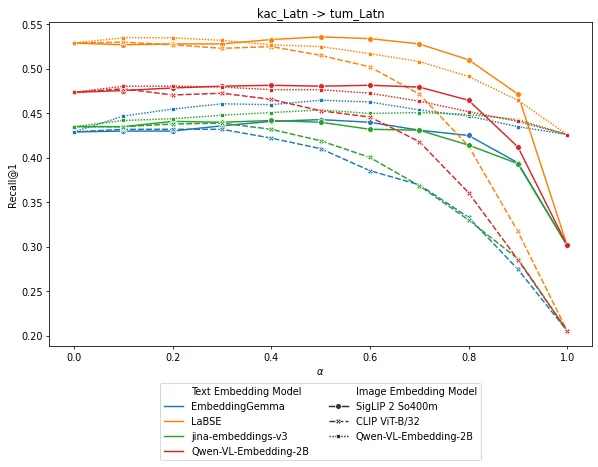 kac_Latn -> tum_Latn
Recall@1
0.55
0.50
0.45
0.40
0.35
0.30
0.25
0.20
0.0 0.2 0.4 0.6 0.8 1.0
α
Text Embedding Model
EmbeddingGemma
LaBSE
jina-embeddings-v3
Qwen-VL-Embedding-2B
Image Embedding Model
SigLIP 2 So400m
CLIP ViT-B/32
Qwen-VL-Embedding-2B